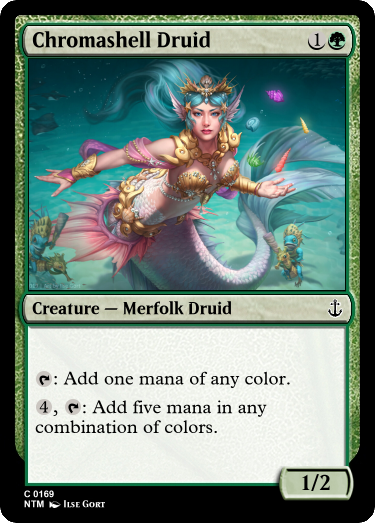 Chromashell Druid 1
Creature — Merfolk Druid
: Add one mana of any color.
4, : Add five mana in any
combination of colors.
1/2
C 0169
NTM Ilse Gort